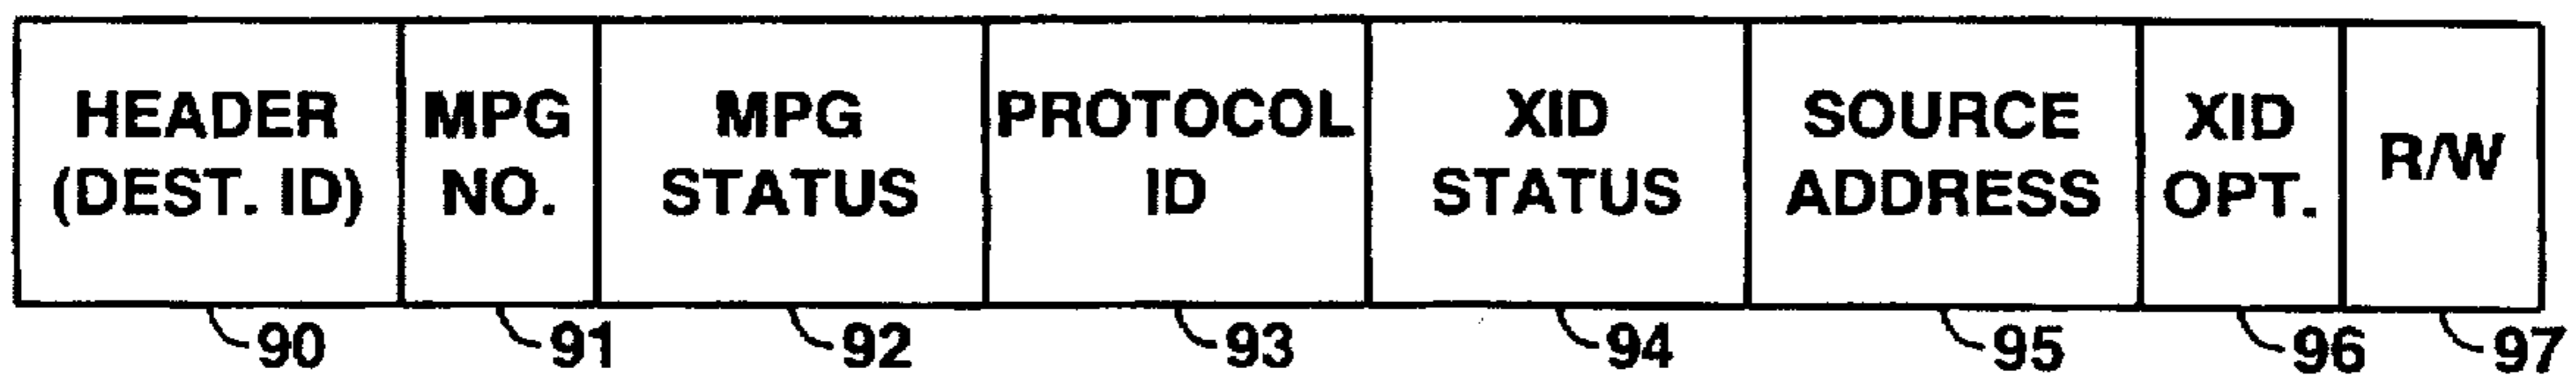 HEADER
(DEST. ID)
MPG
NO.
MPG
STATUS
PROTOCOL
ID
XID
STATUS
SOURCE
ADDRESS
XID
OPT.
R/W
90
91
92
93
94
95
96
97